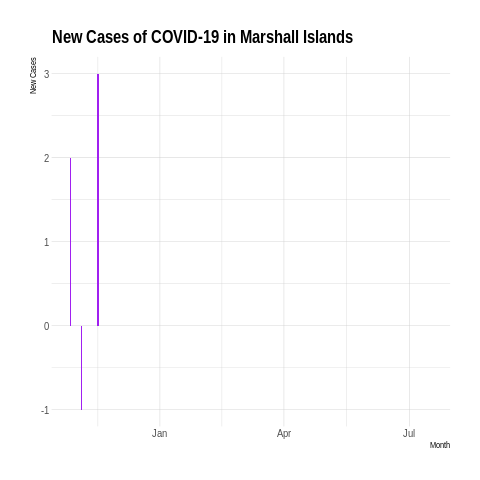 New Cases of COVID-19 in Marshall Islands
New Cases
3
2
1
0
-1
Jan Apr Jul
Month